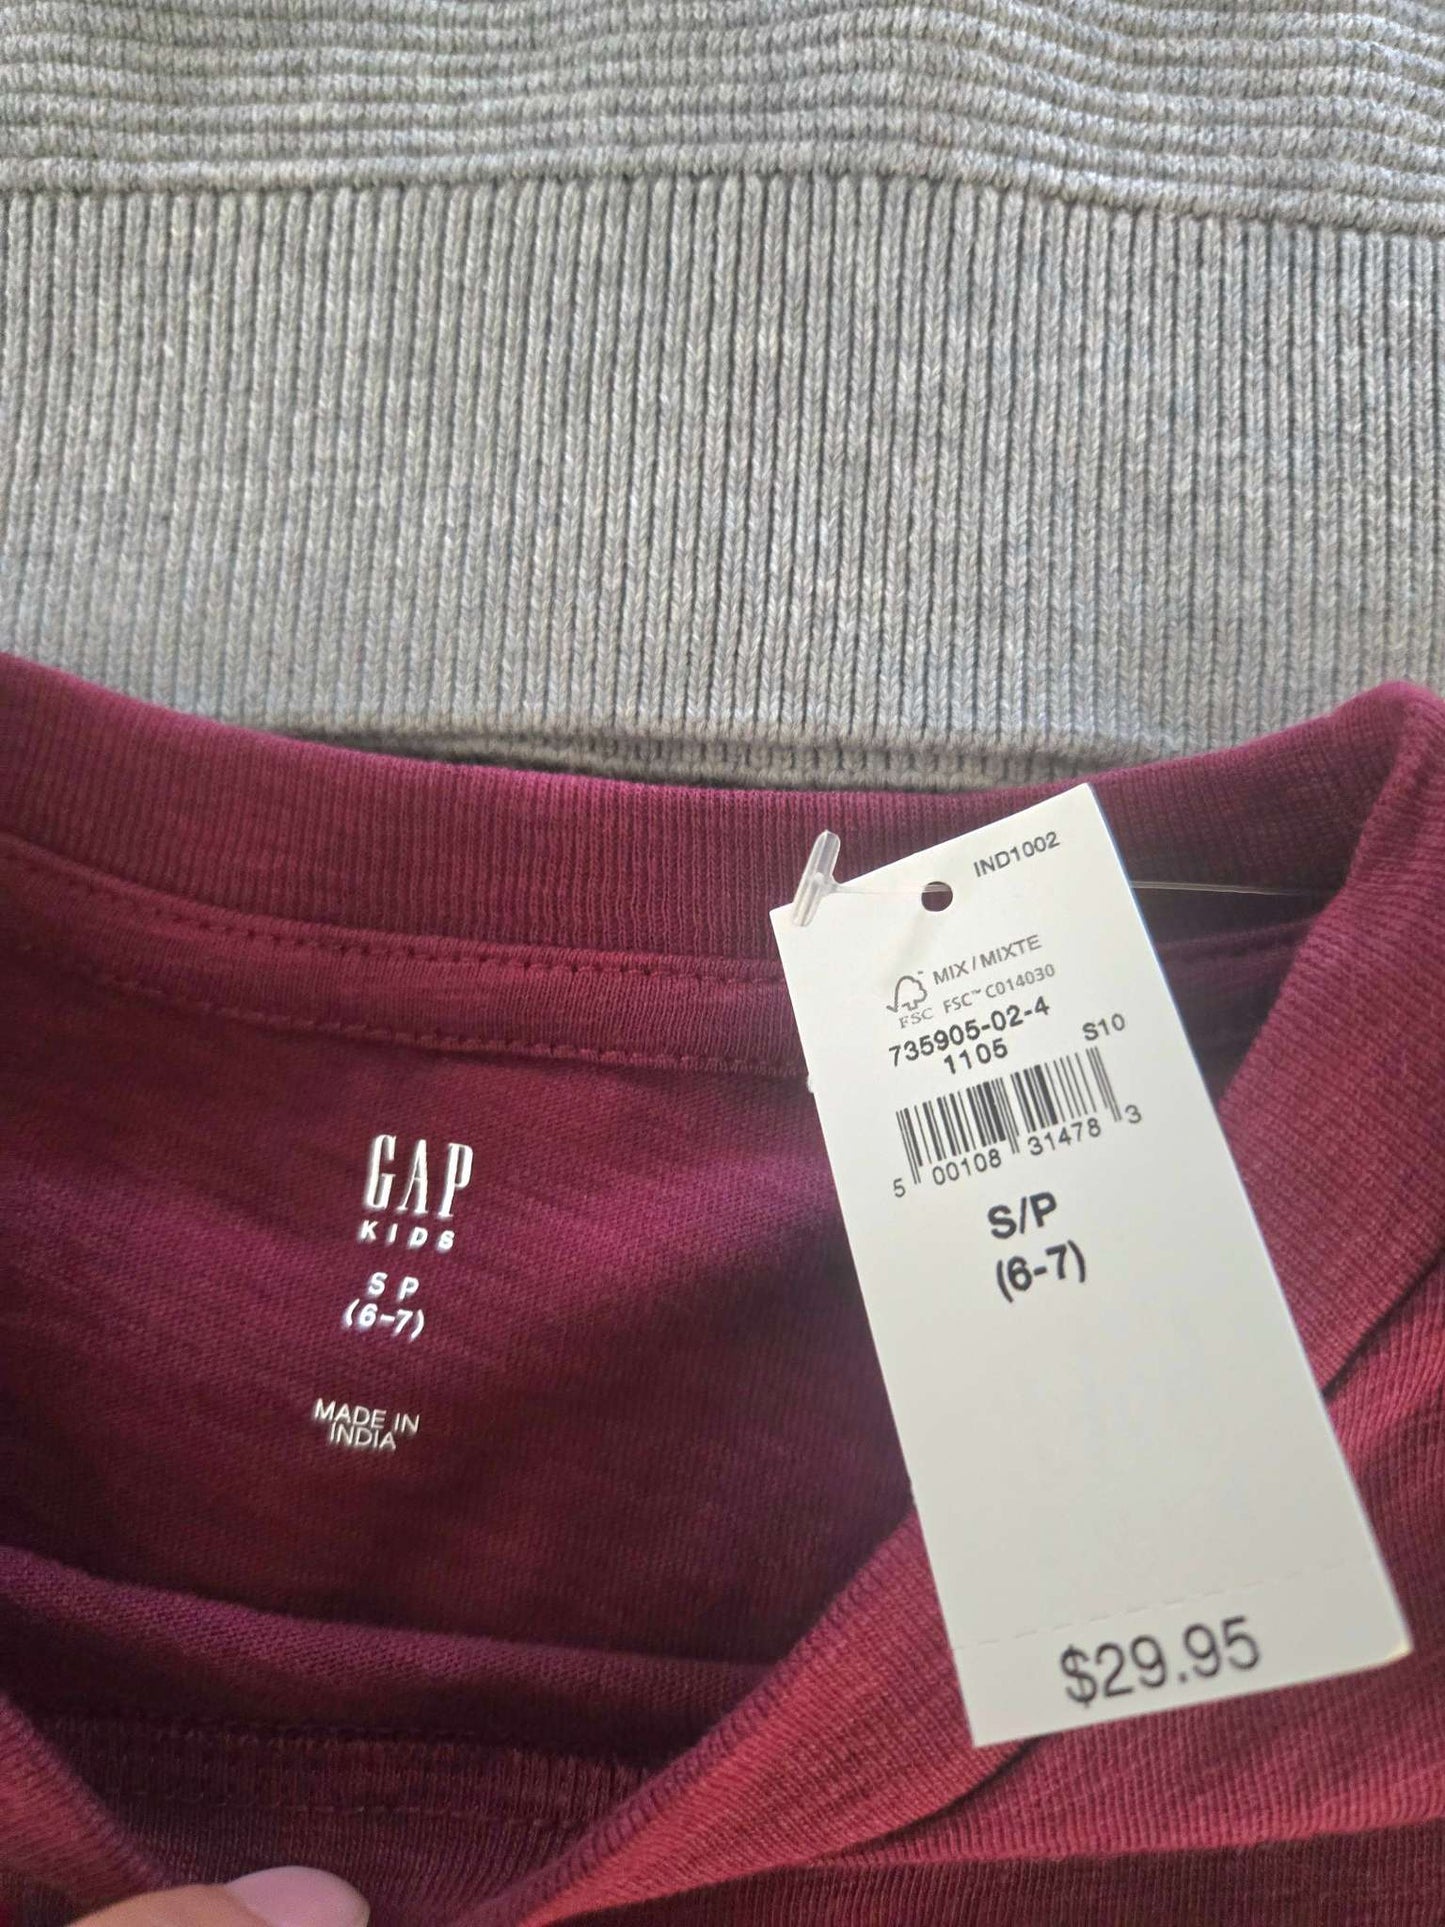 IND1002
MIX / MIXTE
FSC FSC™ C014030
735905-02-4
1105 S10
5 00108 31478 3
S/P
(6-7)
$29.95
GAP
KIDS
S P
(6-7)
MADE IN
INDIA